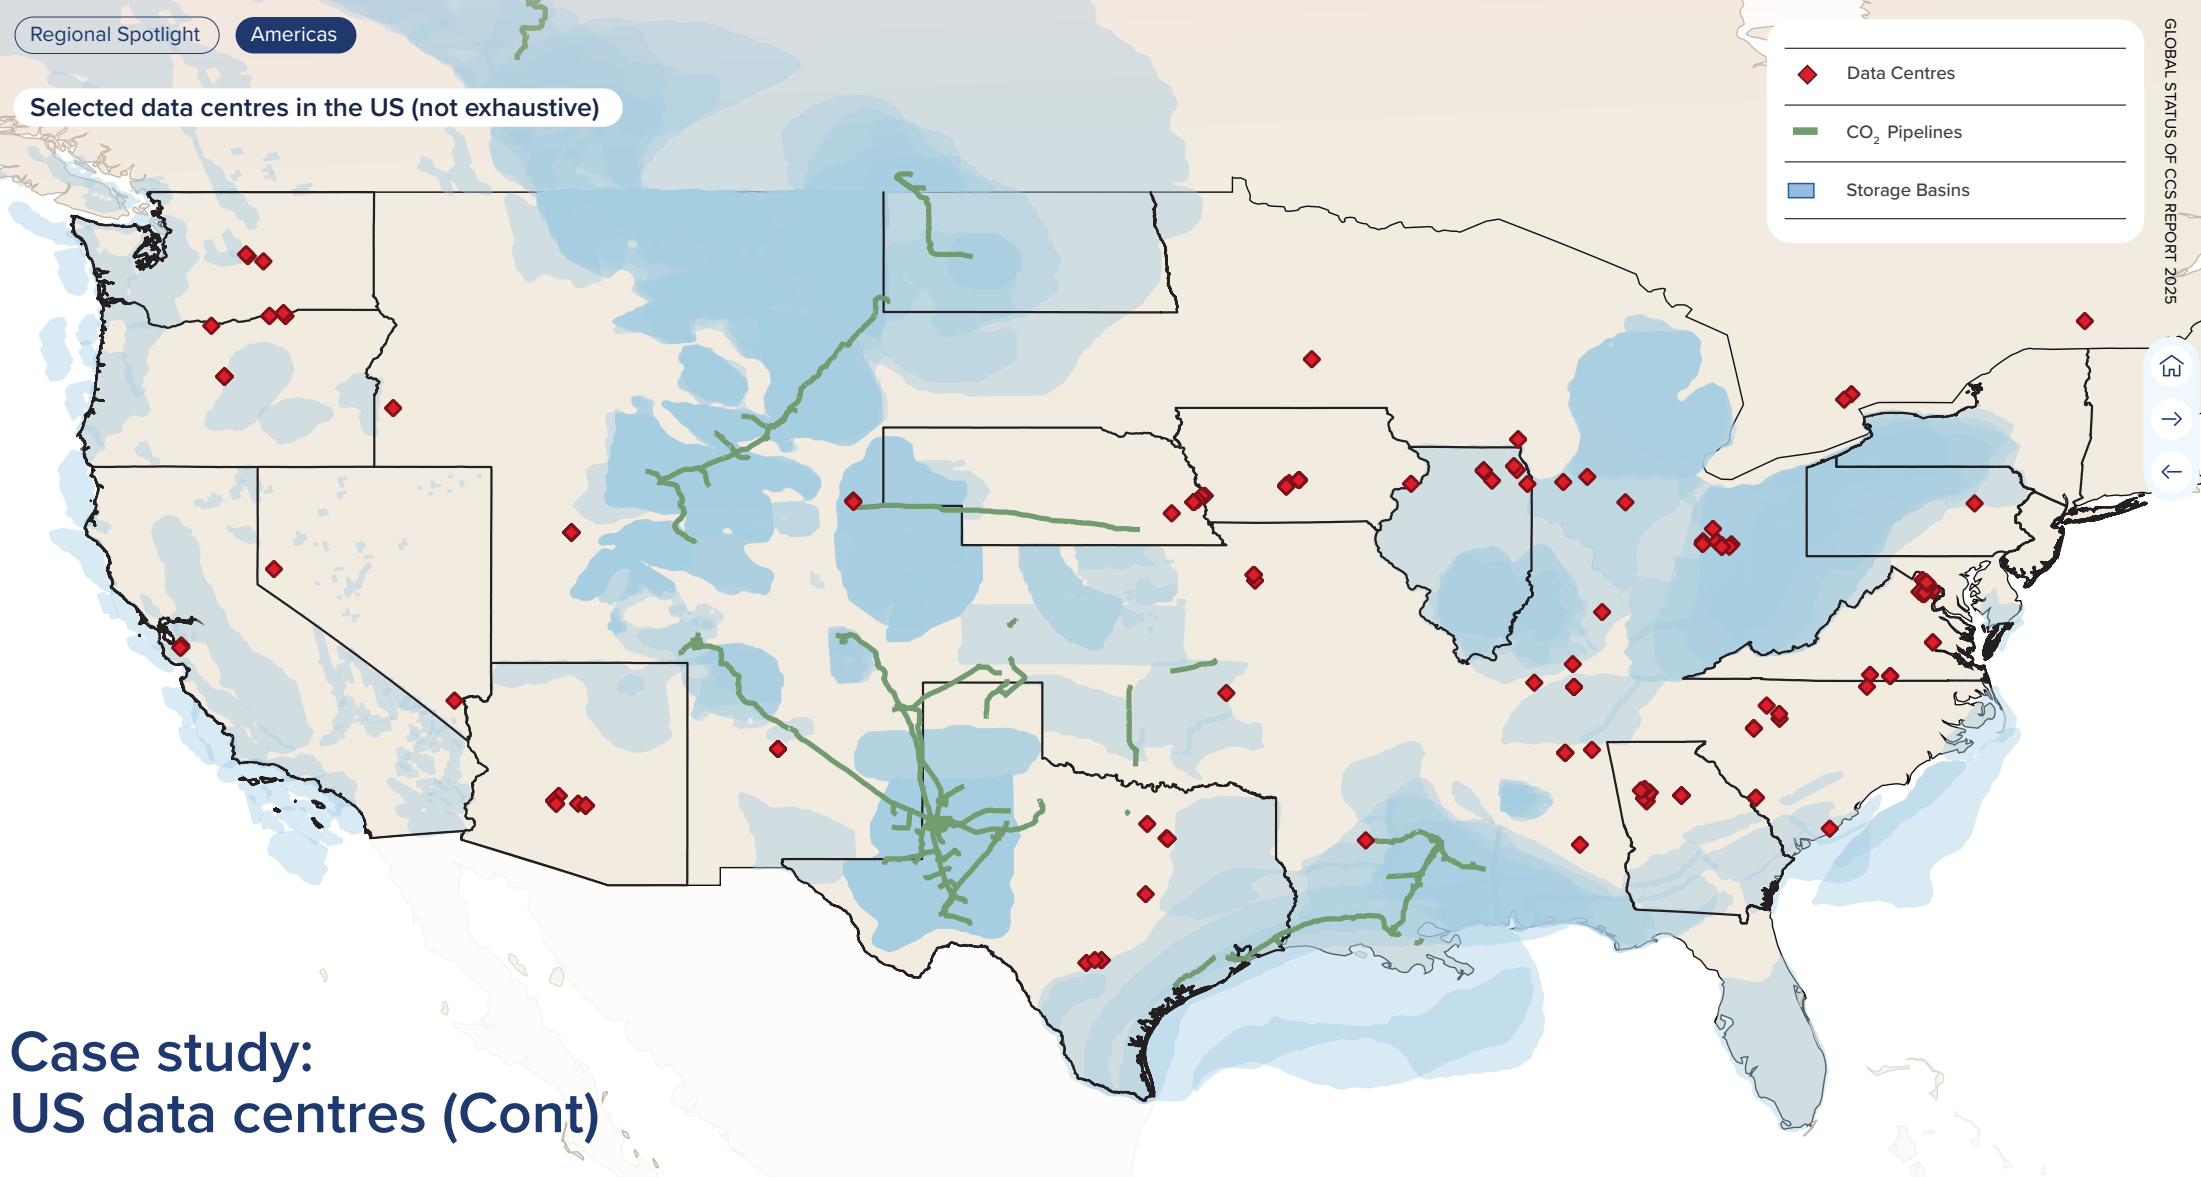 Regional Spotlight
Americas
Selected data centres in the US (not exhaustive)
Data Centres
CO₂ Pipelines
Storage Basins
GLOBAL STATUS OF CCS REPORT 2025
Case study:
US data centres (Cont)